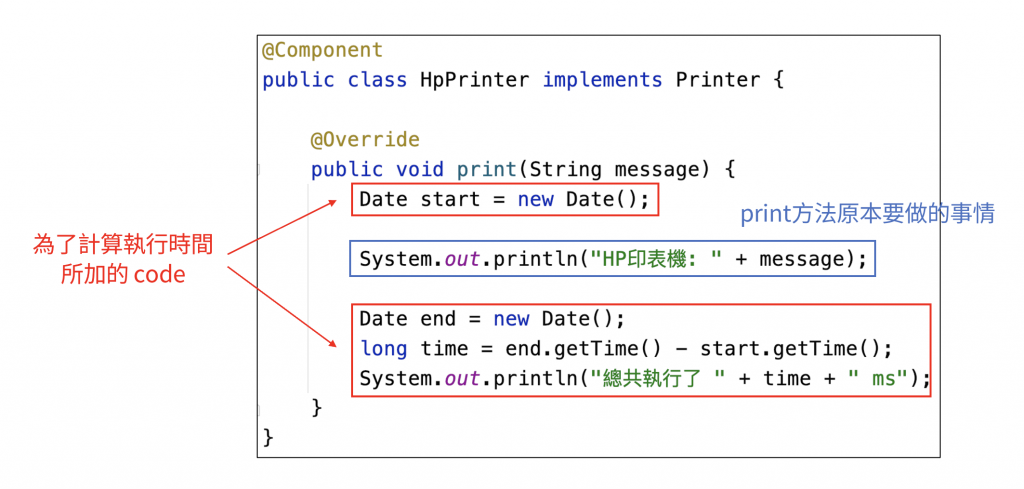 @Component
public class HpPrinter implements Printer {
@Override
public void print(String message) {
Date start = new Date();
print方法原本要做的事情
為了計算執行時間
所加的 code
System.out.println("HP印表機: " + message);
Date end = new Date();
long time = end.getTime() - start.getTime();
System.out.println("總共執行了 " + time + " ms");
}
}